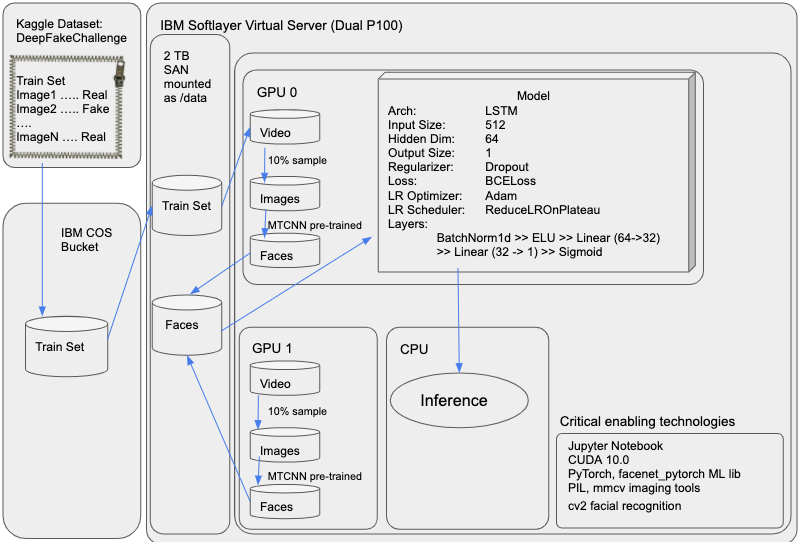 Kaggle Dataset:
DeepFakeChallenge
Train Set
Image1 ….. Real
Image2 ….. Fake
….
ImageN …. Real
IBM COS
Bucket
Train Set
IBM Softlayer Virtual Server (Dual P100)
2 TB
SAN
mounted
as /data
Train Set
Faces
GPU 0
Video
10% sample
Images
MTCNN pre-trained
Faces
Model
Arch: LSTM
Input Size: 512
Hidden Dim: 64
Output Size: 1
Regularizer: Dropout
Loss: BCELoss
LR Optimizer: Adam
LR Scheduler: ReduceLROnPlateau
Layers:
BatchNorm1d >> ELU >> Linear (64->32)
>> Linear (32 -> 1) >> Sigmoid
GPU 1
Video
10% sample
Images
MTCNN pre-trained
Faces
CPU
Inference
Critical enabling technologies
Jupyter Notebook
CUDA 10.0
PyTorch, facenet_pytorch ML lib
PIL, mmcv imaging tools
cv2 facial recognition